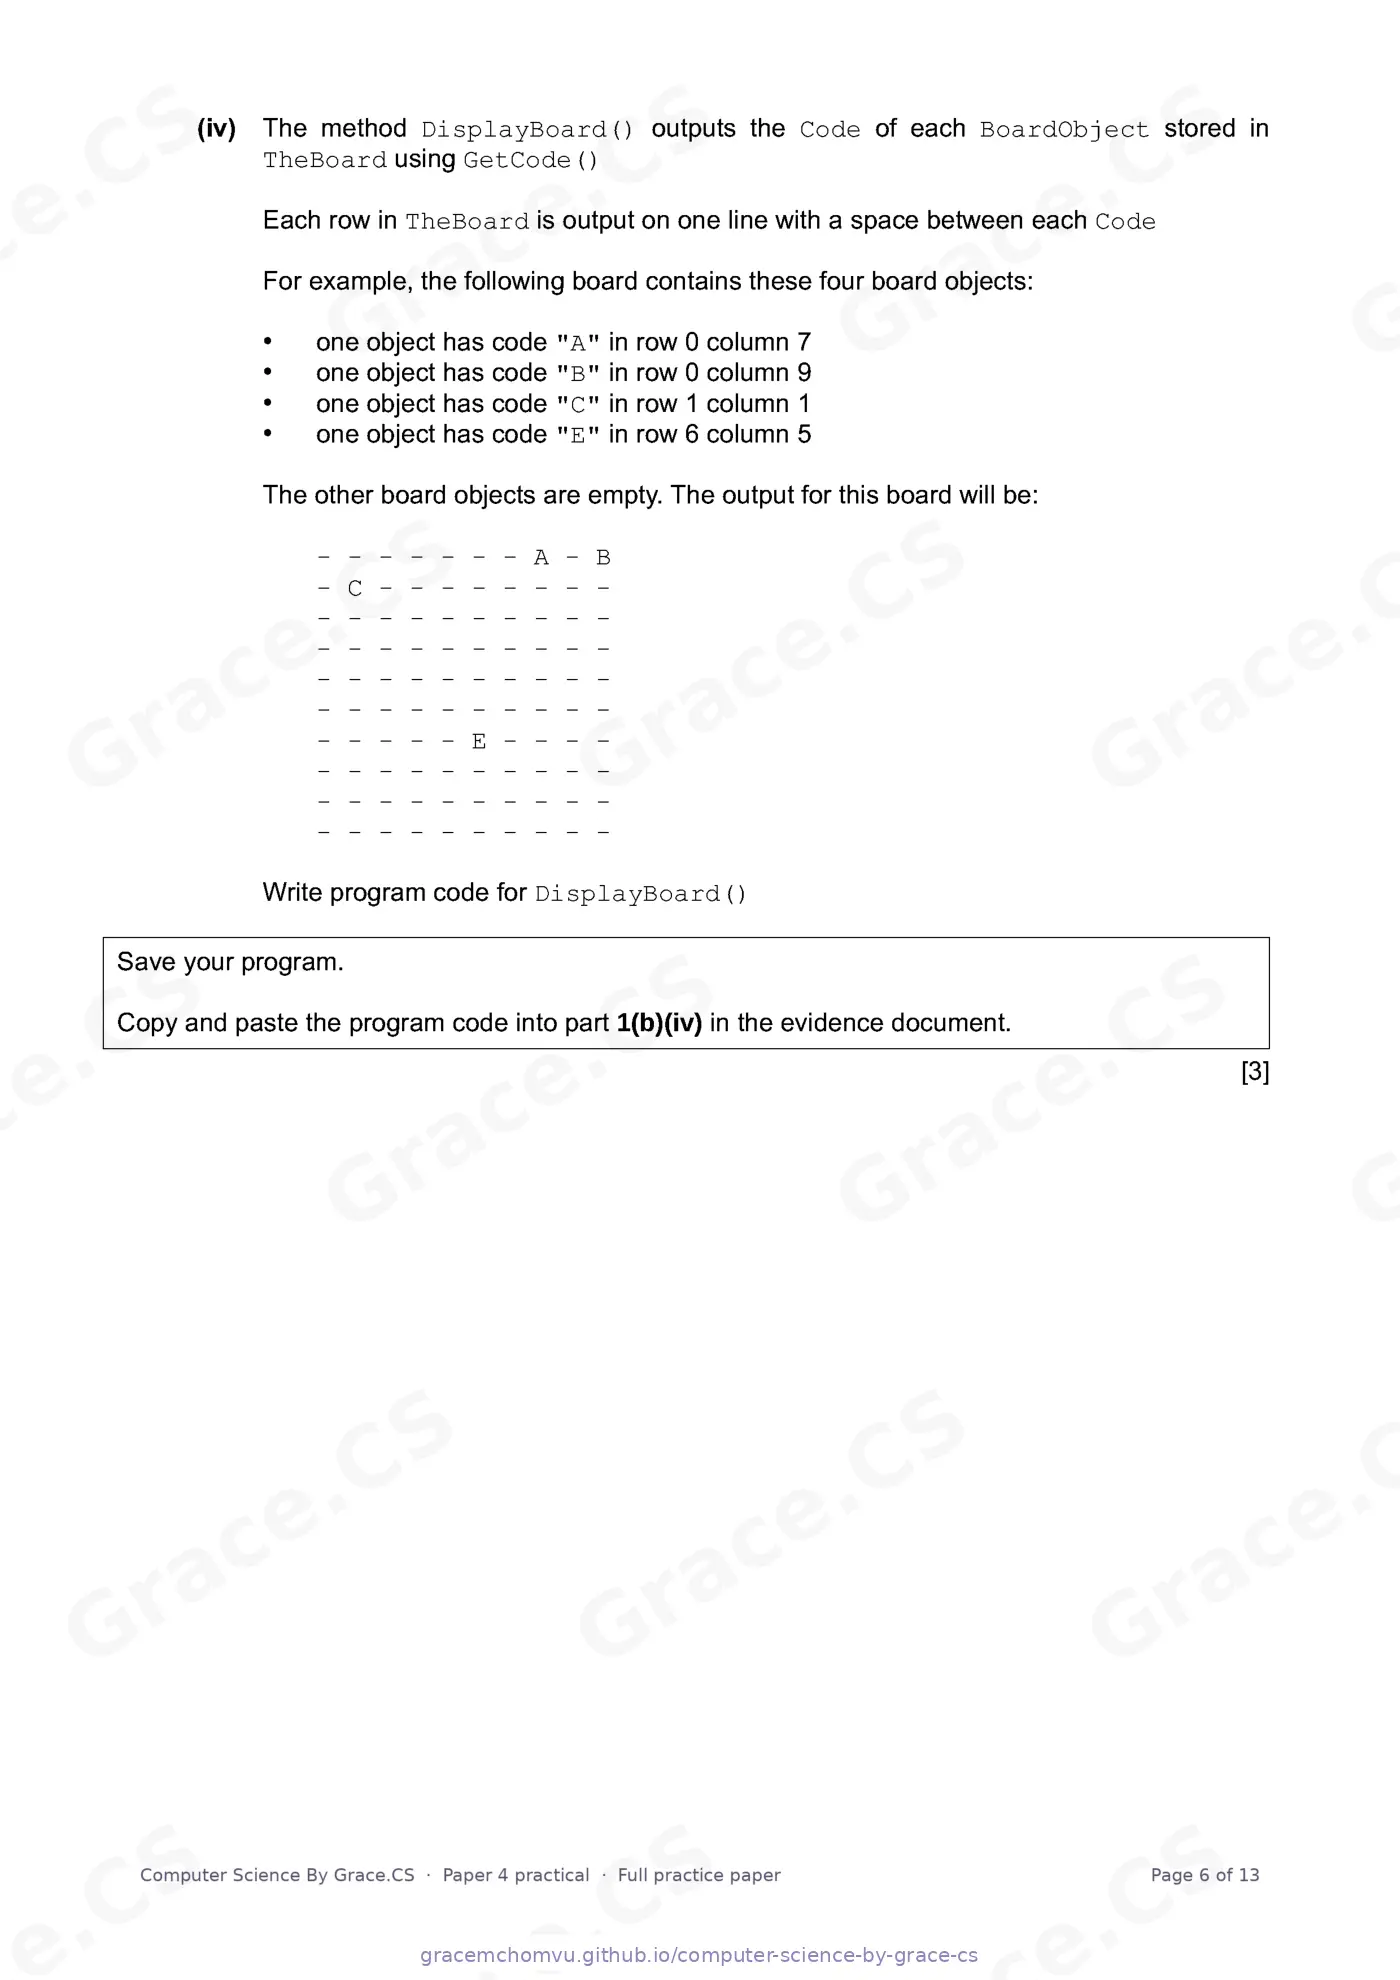 (iv) The method DisplayBoard() outputs the Code of each BoardObject stored in
TheBoard using GetCode()
Each row in TheBoard is output on one line with a space between each Code
For example, the following board contains these four board objects:
• one object has code "A" in row 0 column 7
• one object has code "B" in row 0 column 9
• one object has code "C" in row 1 column 1
• one object has code "E" in row 6 column 5
The other board objects are empty. The output for this board will be:
- - - - - - - A - B
- C - - - - - - - -
- - - - - - - - - -
- - - - - - - - - -
- - - - - - - - - -
- - - - - - - - - -
- - - - - E - - - -
- - - - - - - - - -
- - - - - - - - - -
- - - - - - - - - -
Write program code for DisplayBoard()
Save your program.
Copy and paste the program code into part 1(b)(iv) in the evidence document.
[3]
Computer Science By Grace.CS · Paper 4 practical · Full practice paper Page 6 of 13
gracemchomvu.github.io/computer-science-by-grace-cs